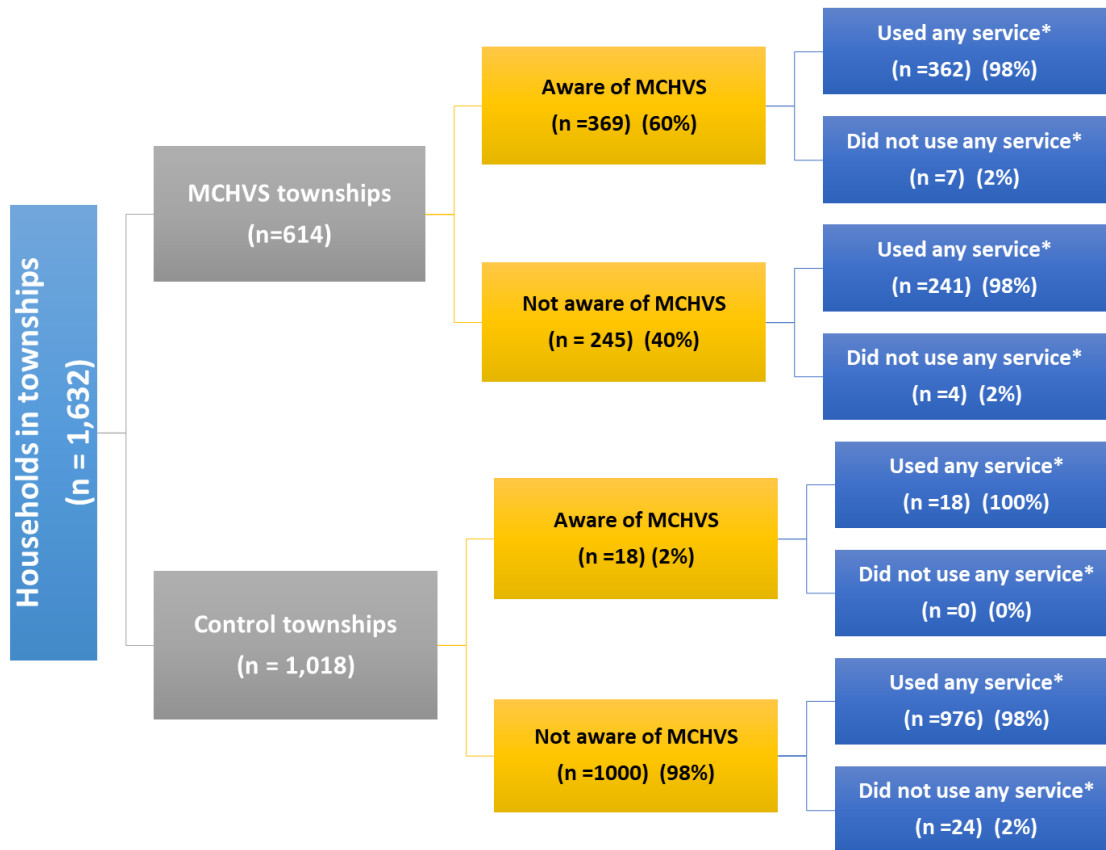 Households in townships
(n = 1,632)
MCHVS townships
(n=614)
Aware of MCHVS
(n =369) (60%)
Used any service*
(n =362) (98%)
Did not use any service*
(n =7) (2%)
Not aware of MCHVS
(n = 245) (40%)
Used any service*
(n =241) (98%)
Did not use any service*
(n =4) (2%)
Control townships
(n = 1,018)
Aware of MCHVS
(n =18) (2%)
Used any service*
(n =18) (100%)
Did not use any service*
(n =0) (0%)
Not aware of MCHVS
(n =1000) (98%)
Used any service*
(n =976) (98%)
Did not use any service*
(n =24) (2%)